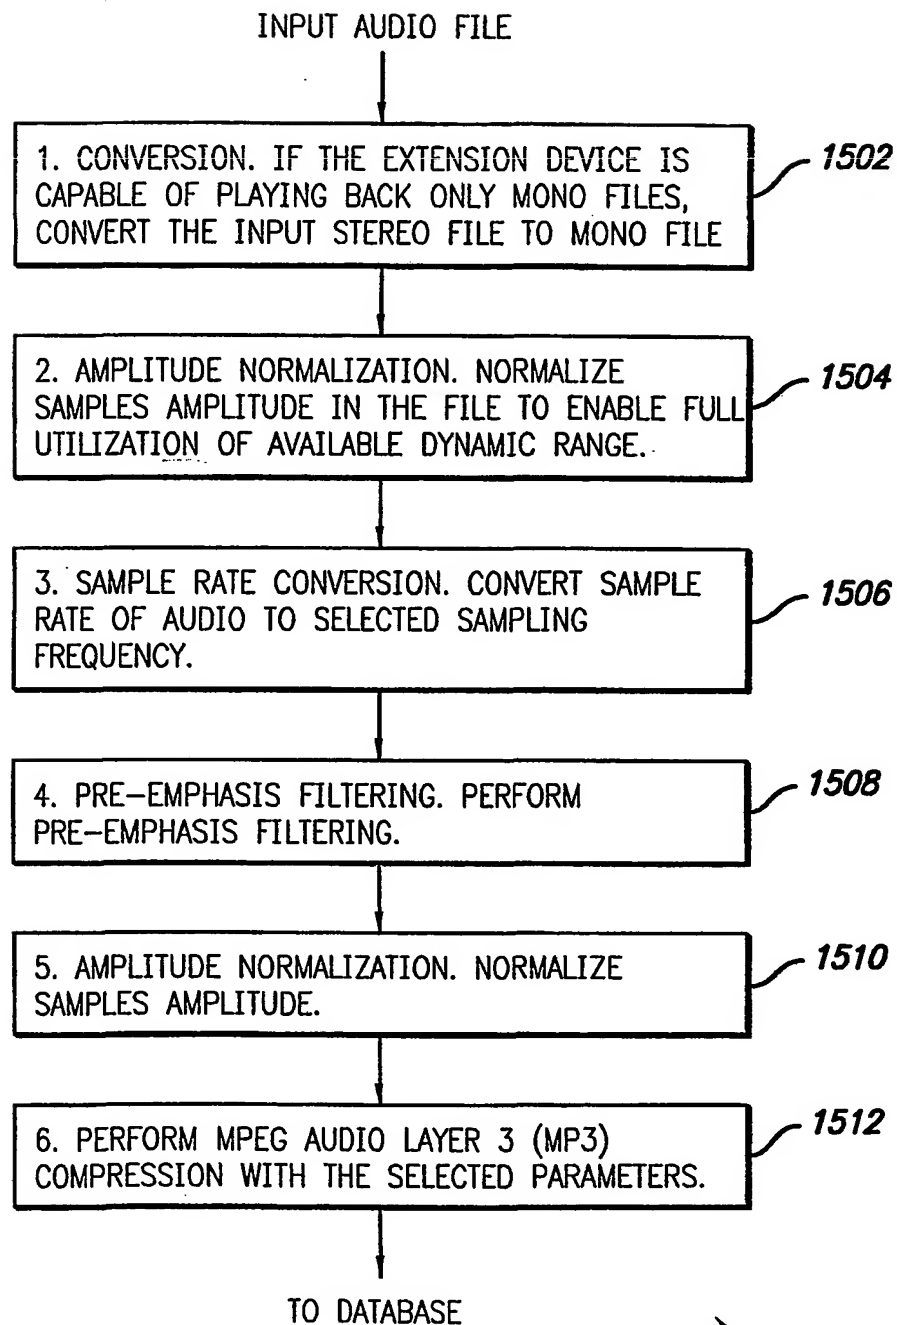 INPUT AUDIO FILE
1. CONVERSION. IF THE EXTENSION DEVICE IS
CAPABLE OF PLAYING BACK ONLY MONO FILES,
CONVERT THE INPUT STEREO FILE TO MONO FILE
1502
2. AMPLITUDE NORMALIZATION. NORMALIZE
SAMPLES AMPLITUDE IN THE FILE TO ENABLE FULL
UTILIZATION OF AVAILABLE DYNAMIC RANGE.
1504
3. SAMPLE RATE CONVERSION. CONVERT SAMPLE
RATE OF AUDIO TO SELECTED SAMPLING
FREQUENCY.
1506
4. PRE-EMPHASIS FILTERING. PERFORM
PRE-EMPHASIS FILTERING.
1508
5. AMPLITUDE NORMALIZATION. NORMALIZE
SAMPLES AMPLITUDE.
1510
6. PERFORM MPEG AUDIO LAYER 3 (MP3)
COMPRESSION WITH THE SELECTED PARAMETERS.
1512
TO DATABASE